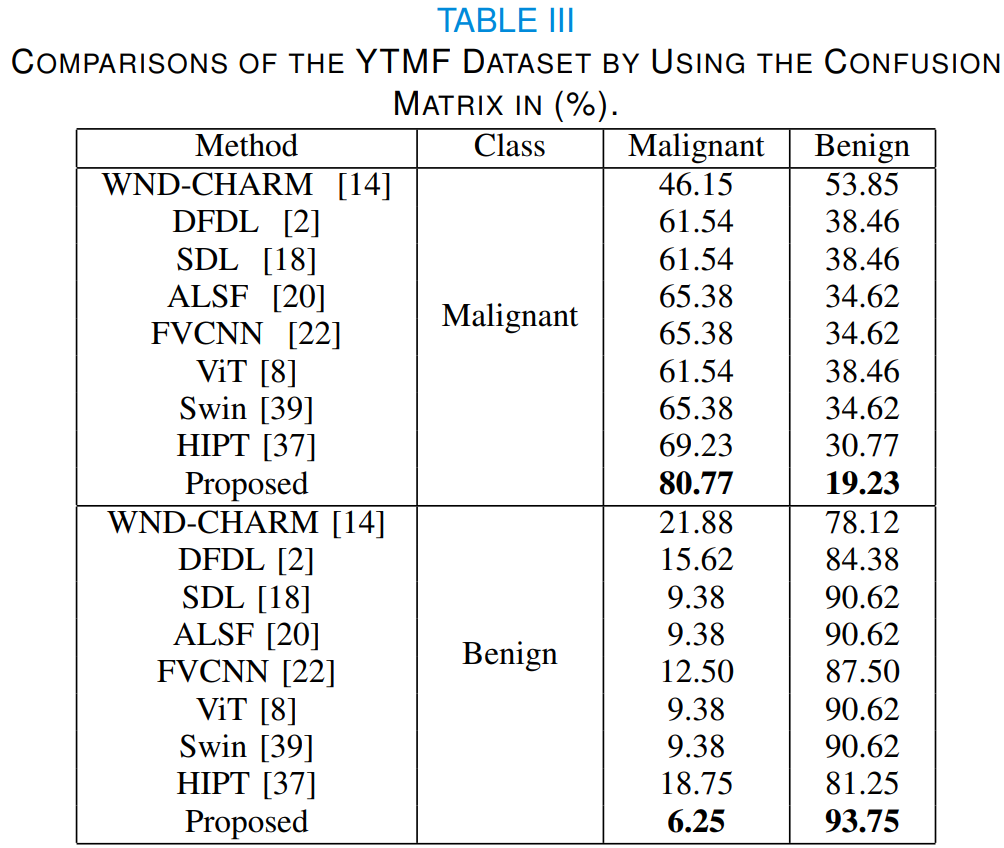 TABLE III
COMPARISONS OF THE YTMF DATASET BY USING THE CONFUSION
MATRIX IN (%).
Method Class Malignant Benign
WND-CHARM [14] 46.15 53.85
DFDL [2] 61.54 38.46
SDL [18] 61.54 38.46
ALSF [20] 65.38 34.62
Malignant
FVCNN [22] 65.38 34.62
ViT [8] 61.54 38.46
Swin [39] 65.38 34.62
HIPT [37] 69.23 30.77
Proposed 80.77 19.23
WND-CHARM [14] 21.88 78.12
DFDL [2] 15.62 84.38
SDL [18] 9.38 90.62
ALSF [20] 9.38 90.62
Benign
FVCNN [22] 12.50 87.50
ViT [8] 9.38 90.62
Swin [39] 9.38 90.62
HIPT [37] 18.75 81.25
Proposed 6.25 93.75